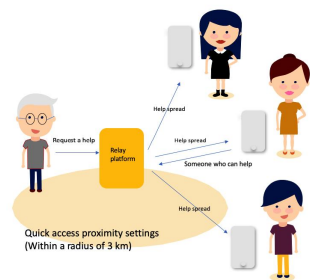 Help spread
Request a help
Relay
platform
Help spread
Someone who can help
Help spread
Quick access proximity settings
(Within a radius of 3 km)